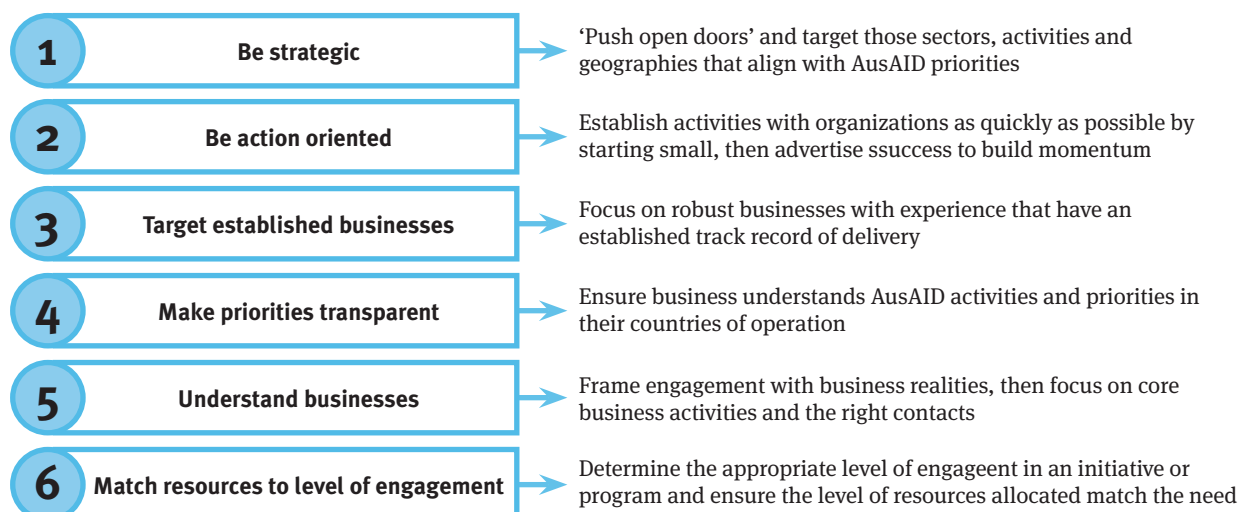 1 Be strategic
'Push open doors' and target those sectors, activities and
geographies that align with AusAID priorities
2 Be action oriented
Establish activities with organizations as quickly as possible by
starting small, then advertise ssuccess to build momentum
3 Target established businesses
Focus on robust businesses with experience that have an
established track record of delivery
4 Make priorities transparent
Ensure business understands AusAID activities and priorities in
their countries of operation
5 Understand businesses
Frame engagement with business realities, then focus on core
business activities and the right contacts
6 Match resources to level of engagement
Determine the appropriate level of engageent in an initiative or
program and ensure the level of resources allocated match the need